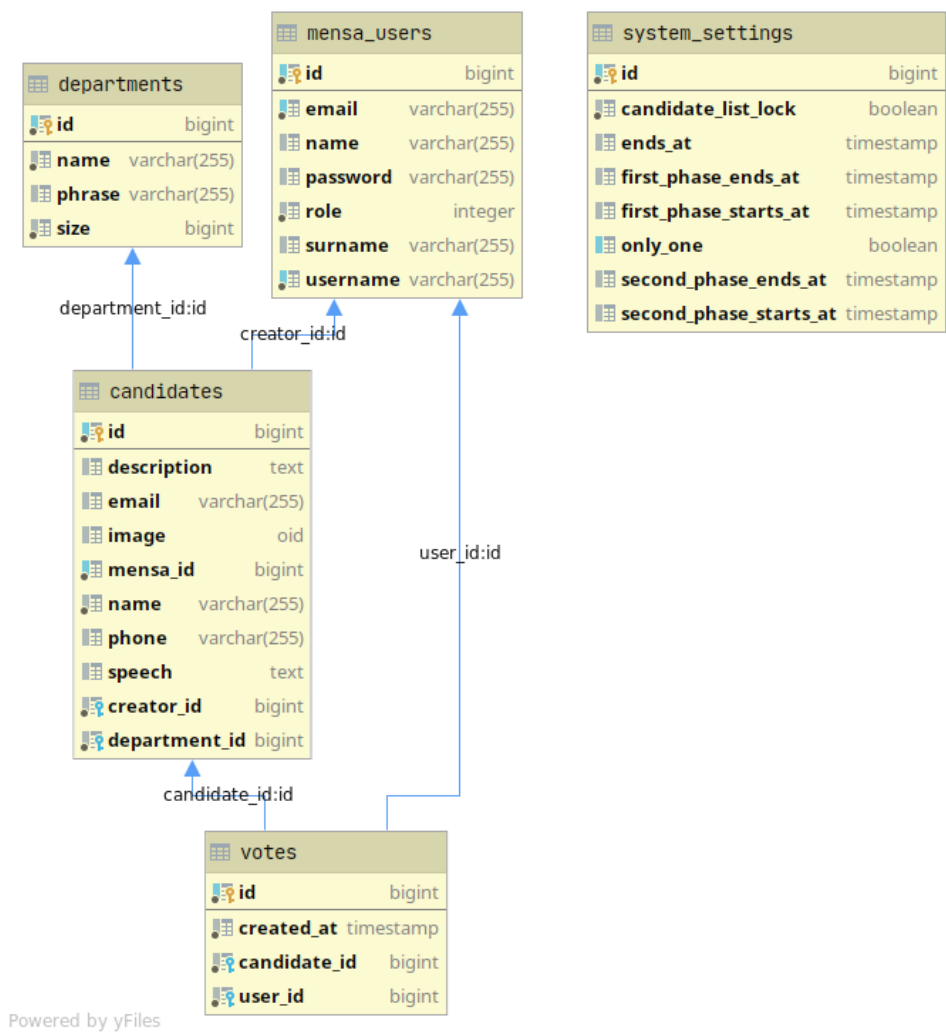 departments
id bigint
name varchar(255)
phrase varchar(255)
size bigint
mensa_users
id bigint
email varchar(255)
name varchar(255)
password varchar(255)
role integer
surname varchar(255)
username varchar(255)
system_settings
id bigint
candidate_list_lock boolean
ends_at timestamp
first_phase_ends_at timestamp
first_phase_starts_at timestamp
only_one boolean
second_phase_ends_at timestamp
second_phase_starts_at timestamp
department_id:id
creator_id:id
candidates
id bigint
description text
email varchar(255)
image oid
mensa_id bigint
name varchar(255)
phone varchar(255)
speech text
creator_id bigint
department_id bigint
user_id:id
candidate_id:id
votes
id bigint
created_at timestamp
candidate_id bigint
user_id bigint
Powered by yFiles